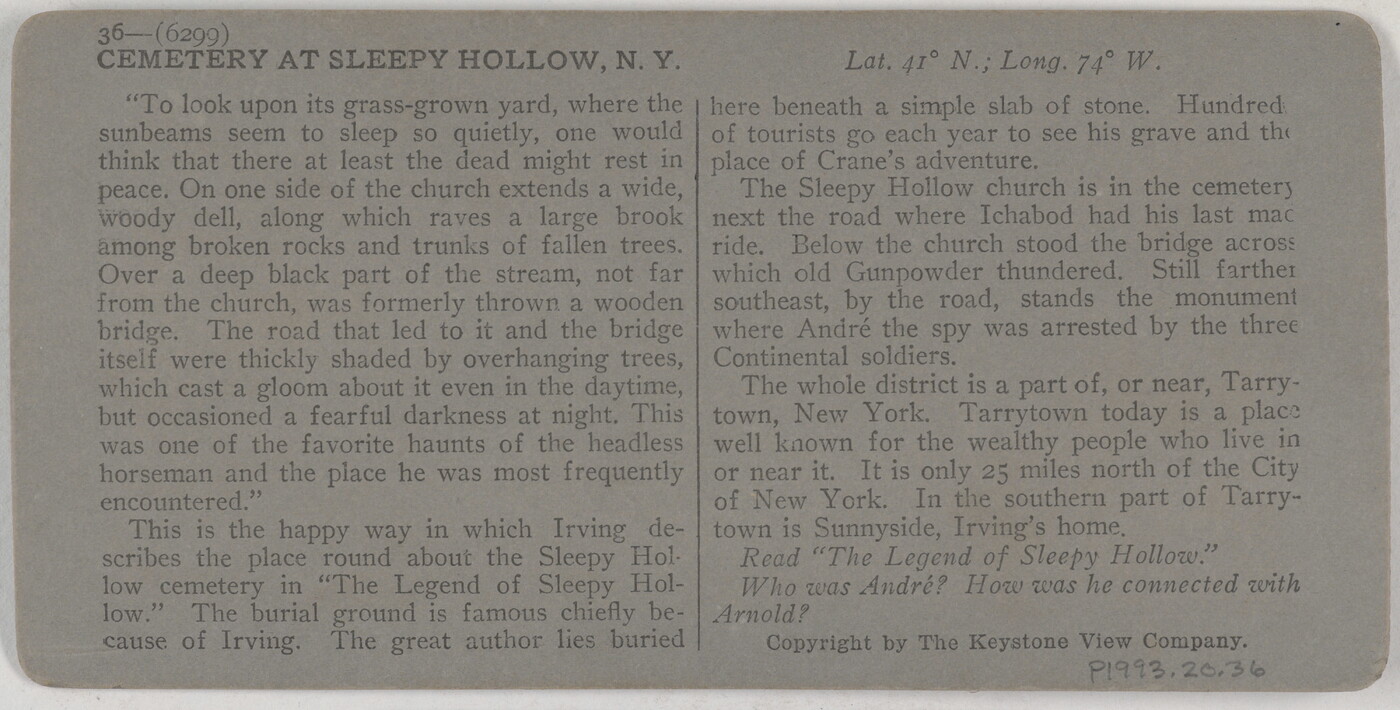 36—(6299)
CEMETERY AT SLEEPY HOLLOW, N. Y.
Lat. 41° N.; Long. 74° W.
"To look upon its grass-grown yard, where the
sunbeams seem to sleep so quietly, one would
think that there at least the dead might rest in
peace. On one side of the church extends a wide,
woody dell, along which raves a large brook
among broken rocks and trunks of fallen trees.
Over a deep black part of the stream, not far
from the church, was formerly thrown a wooden
bridge. The road that led to it and the bridge
itself were thickly shaded by overhanging trees,
which cast a gloom about it even in the daytime,
but occasioned a fearful darkness at night. This
was one of the favorite haunts of the headless
horseman and the place he was most frequently
encountered."
This is the happy way in which Irving de-
scribes the place round about the Sleepy Hol-
low cemetery in "The Legend of Sleepy Hol-
low." The burial ground is famous chiefly be-
cause of Irving. The great author lies buried
here beneath a simple slab of stone. Hundred
of tourists go each year to see his grave and the
place of Crane's adventure.
The Sleepy Hollow church is in the cemetery
next the road where Ichabod had his last mac
ride. Below the church stood the bridge across
which old Gunpowder thundered. Still farther
southeast, by the road, stands the monument
where André the spy was arrested by the three
Continental soldiers.
The whole district is a part of, or near, Tarry-
town, New York. Tarrytown today is a place
well known for the wealthy people who live in
or near it. It is only 25 miles north of the City
of New York. In the southern part of Tarry-
town is Sunnyside, Irving's home.
Read "The Legend of Sleepy Hollow."
Who was André? How was he connected with
Arnold?
Copyright by The Keystone View Company.
P1993.20.36